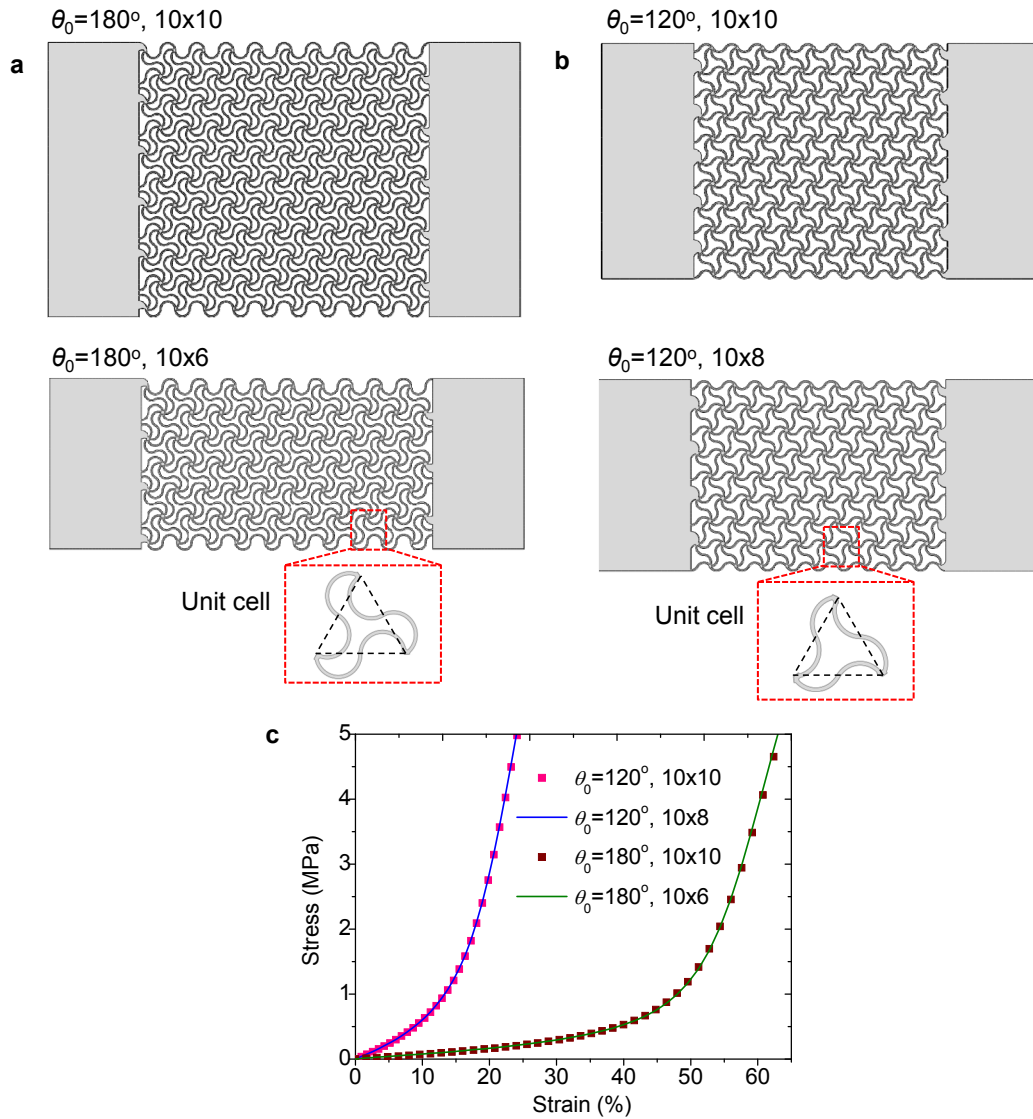 θ0=180o, 10x10
θ0=120o, 10x10
a
b
θ0=180o, 10x6
θ0=120o, 10x8
Unit cell
Unit cell
c
5
4
3
2
1
0
Stress (MPa)
θ0=120o, 10x10
θ0=120o, 10x8
θ0=180o, 10x10
θ0=180o, 10x6
0 10 20 30 40 50 60
Strain (%)